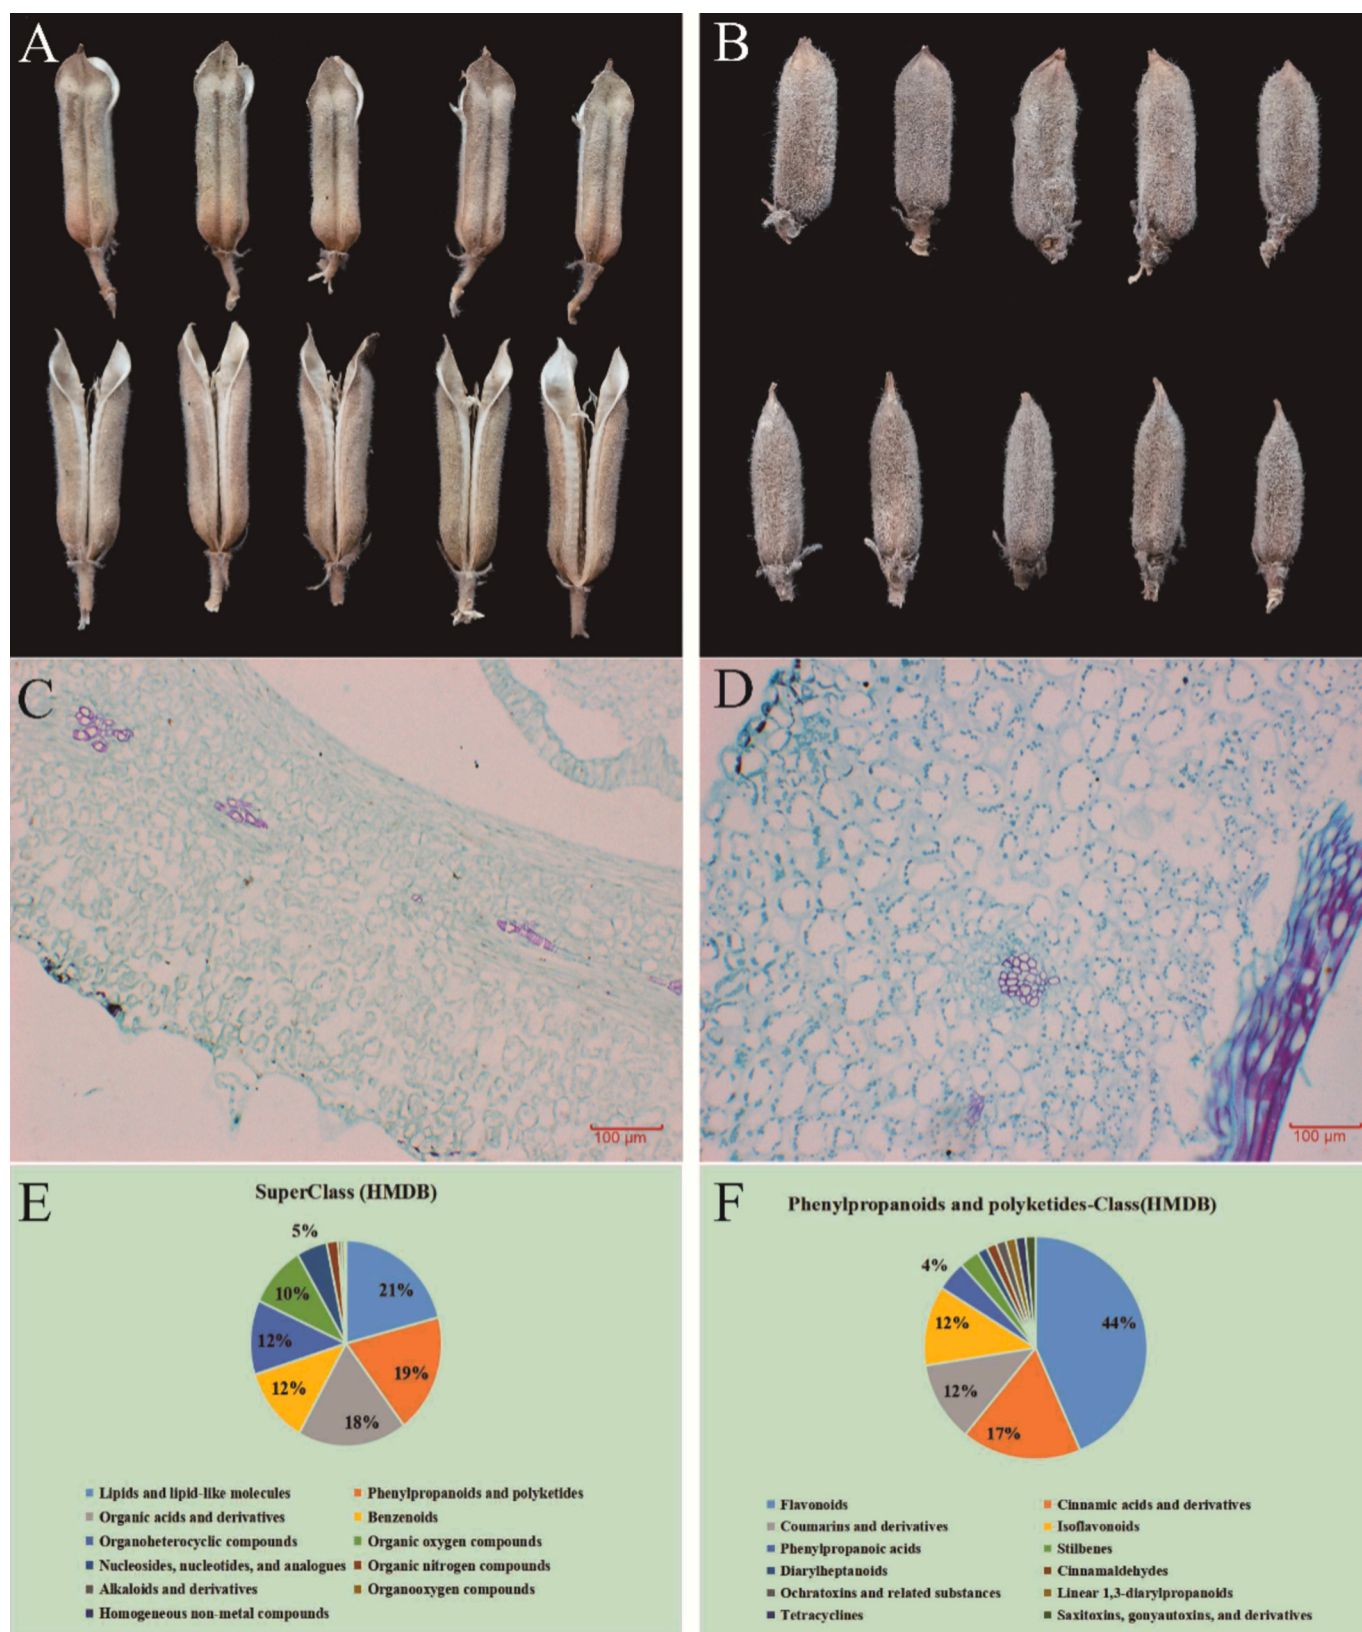 A
B
C
100 µm
D
100 µm
E
SuperClass (HMDB)
5%
21%
10%
12%
19%
12%
18%
Lipids and lipid-like molecules
Phenylpropanoids and polyketides
Organic acids and derivatives
Benzenoids
Organoheterocyclic compounds
Organic oxygen compounds
Nucleosides, nucleotides, and analogues
Organic nitrogen compounds
Alkaloids and derivatives
Organooxygen compounds
Homogeneous non-metal compounds
F
Phenylpropanoids and polyketides-Class(HMDB)
4%
44%
12%
12%
17%
Flavonoids
Cinnamic acids and derivatives
Coumarins and derivatives
Isoflavonoids
Phenylpropanoic acids
Stilbenes
Diarylheptanoids
Cinnamaldehydes
Ochratoxins and related substances
Linear 1,3-diarylpropanoids
Tetracyclines
Saxitoxins, gonyautoxins, and derivatives